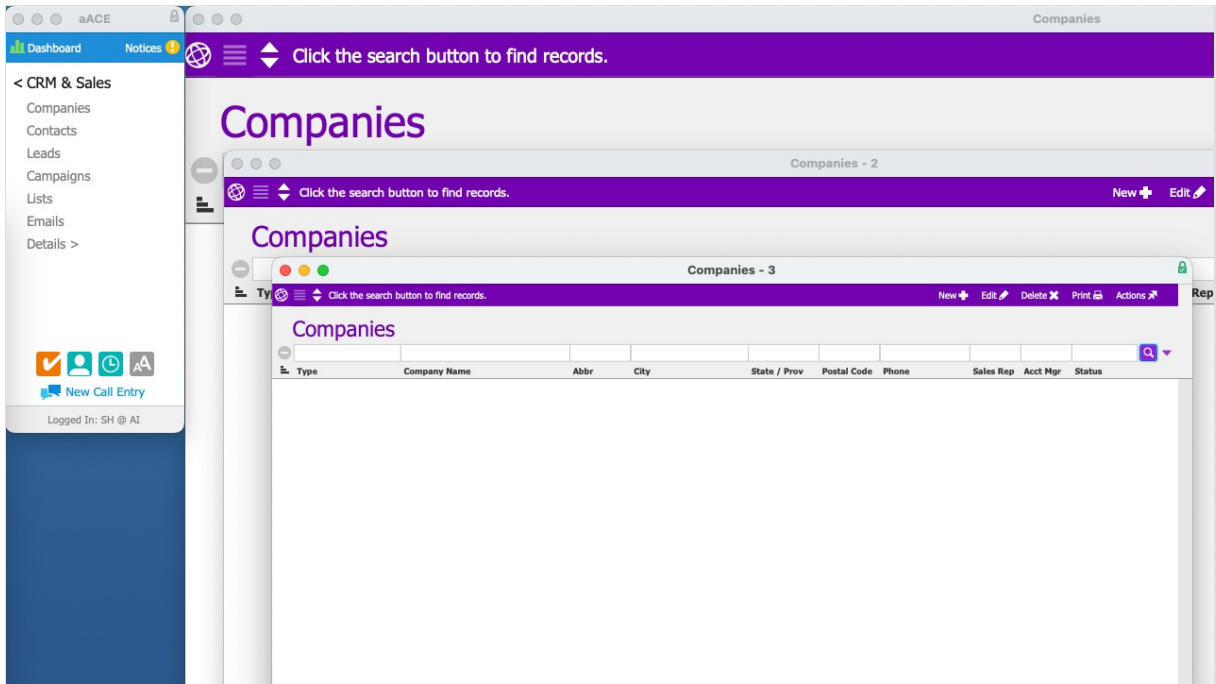 aACE
Dashboard Notices
< CRM & Sales
Companies
Contacts
Leads
Campaigns
Lists
Emails
Details >
AA
New Call Entry
Logged In: SH @ AI
Companies
Click the search button to find records.
Companies
Companies - 2
Click the search button to find records.
New Edit
Companies
Ty
Rep
Companies - 3
Click the search button to find records.
New Edit Delete Print Actions
Companies
Type Company Name Abbr City State / Prov Postal Code Phone Sales Rep Acct Mgr Status